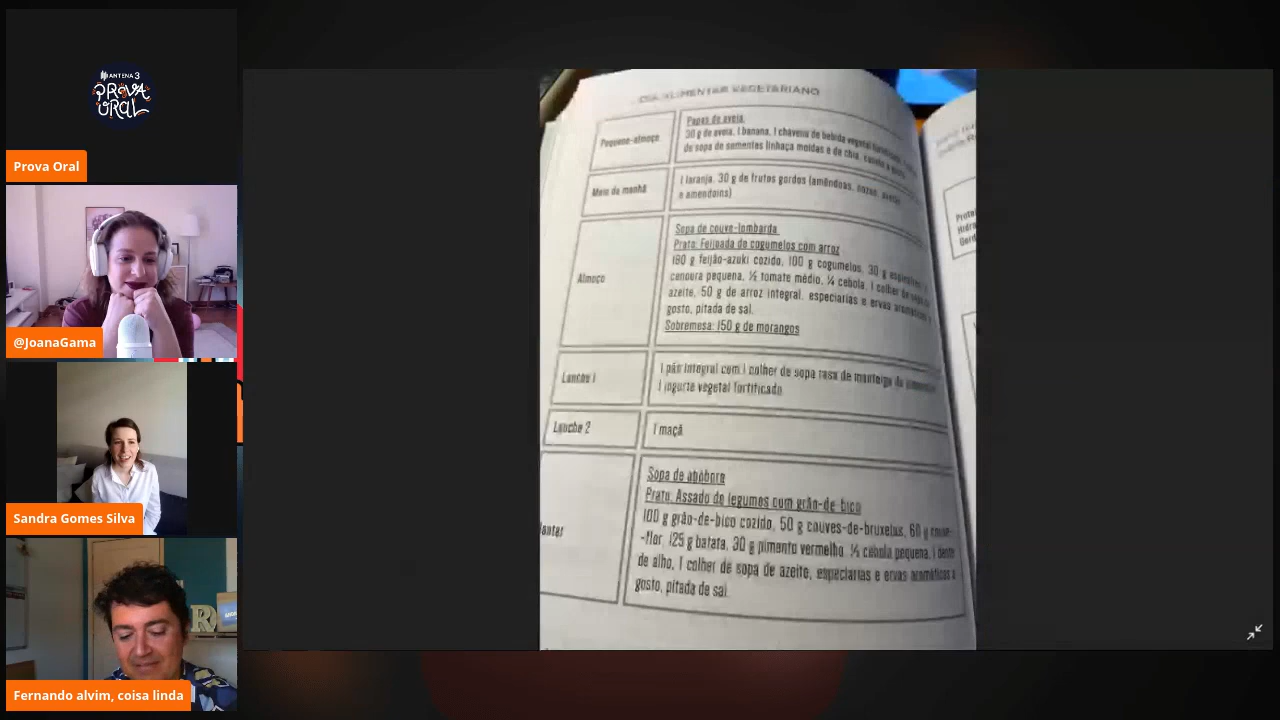 ANTENA 3
PROVA
ORAL
Prova Oral
@JoanaGama
Sandra Gomes Silva
R
Fernando alvim, coisa linda
DIA ALIMENTAR VEGETARIANO
Pequeno-almoço
Papas de aveia
30 g de aveia, 1 banana, 1 chávena de bebida vegetal
de sopa de sementes linhaça moídas e de chia, canela a gosto
Meio da manhã
1 laranja, 30 g de frutos gordos (amêndoas, nozes,
e amendoins)
Almoço
Sopa de couve-lombarda
Prato: Feijoada de cogumelos com arroz
180 g feijão-azuki cozido, 100 g cogumelos, 30 g
cenoura pequena, ½ tomate médio, ¼ cebola, 1 colher de sopa
azeite, 50 g de arroz integral, especiarias e ervas aromáticas a
gosto, pitada de sal.
Sobremesa: 150 g de morangos
Lanche 1
1 pão integral com 1 colher de sopa rasa de manteiga de
1 iogurte vegetal fortificado
Lanche 2
1 maçã
Jantar
Sopa de abóbora
Prato: Assado de legumes com grão-de-bico
100 g grão-de-bico cozido, 50 g couves-de-bruxelas, 60 g couve-
-flor, 125 g batata, 30 g pimento vermelho, ¼ cebola pequena, 1 dente
de alho, 1 colher de sopa de azeite, especiarias e ervas aromáticas a
gosto, pitada de sal.